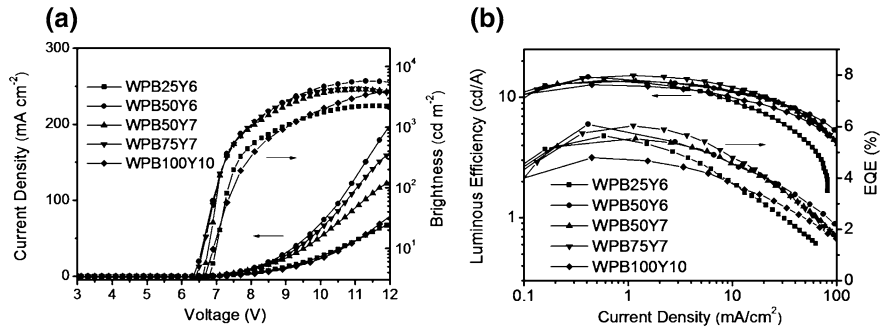 (a)
300
250
200
150
100
50
0
Current Density (mA cm⁻²)
WPB25Y6
WPB50Y6
WPB50Y7
WPB75Y7
WPB100Y10
10⁴
10³
10²
10¹
Brightness (cd m⁻²)
3 4 5 6 7 8 9 10 11 12
Voltage (V)
(b)
10
1
Luminous Efficiency (cd/A)
WPB25Y6
WPB50Y6
WPB50Y7
WPB75Y7
WPB100Y10
10
8
6
4
2
0
EQE (%)
0.1 1 10 100
Current Density (mA/cm²)